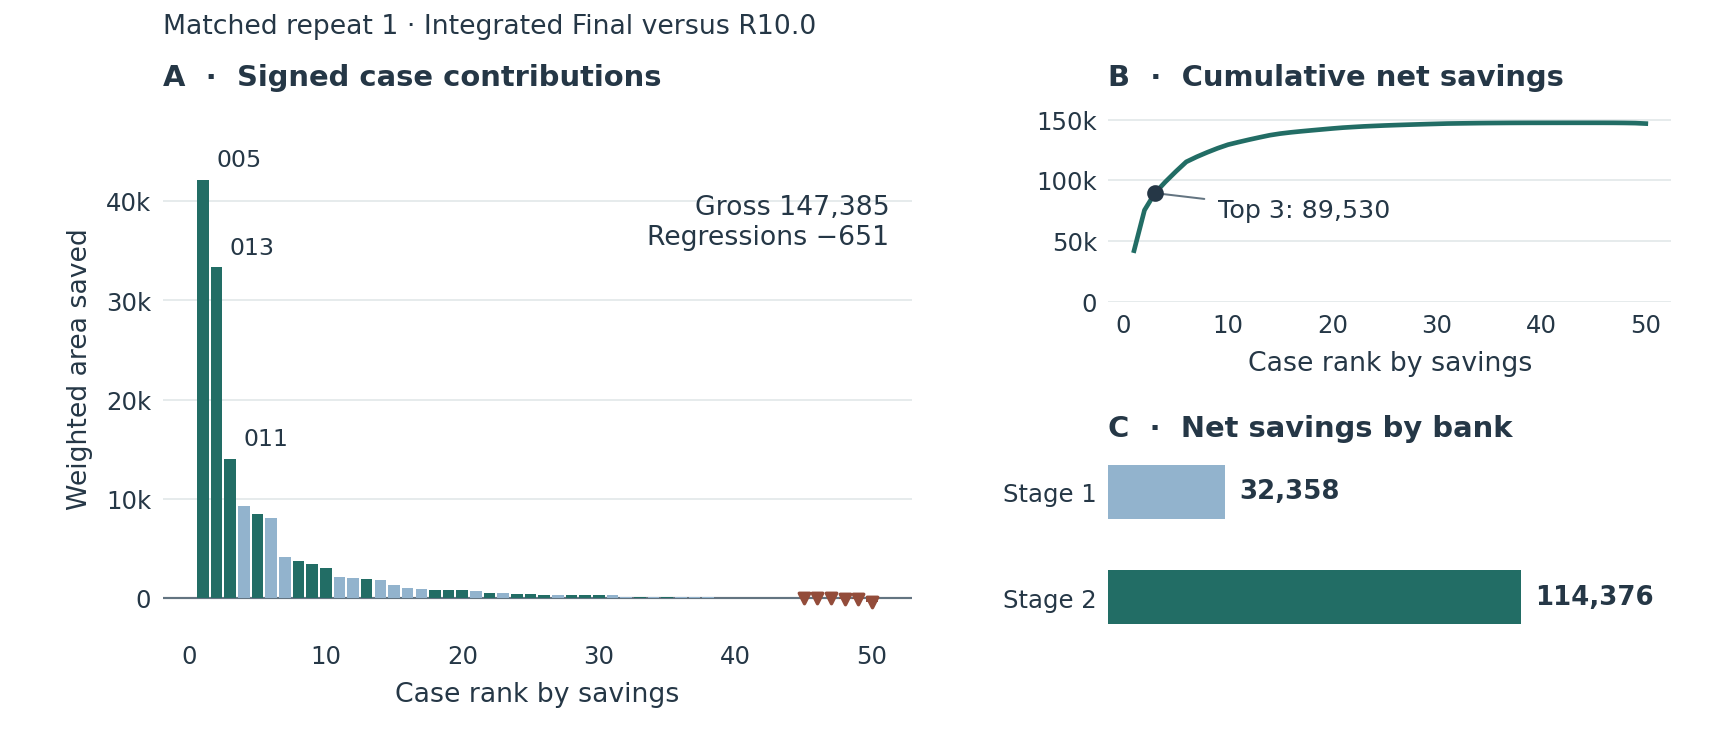 Matched repeat 1 · Integrated Final versus R10.0
A · Signed case contributions
005
013
011
Gross 147,385
Regressions −651
Weighted area saved
40k
30k
20k
10k
0
0 10 20 30 40 50
Case rank by savings
B · Cumulative net savings
150k
100k
50k
0
Top 3: 89,530
0 10 20 30 40 50
Case rank by savings
C · Net savings by bank
Stage 1 32,358
Stage 2 114,376